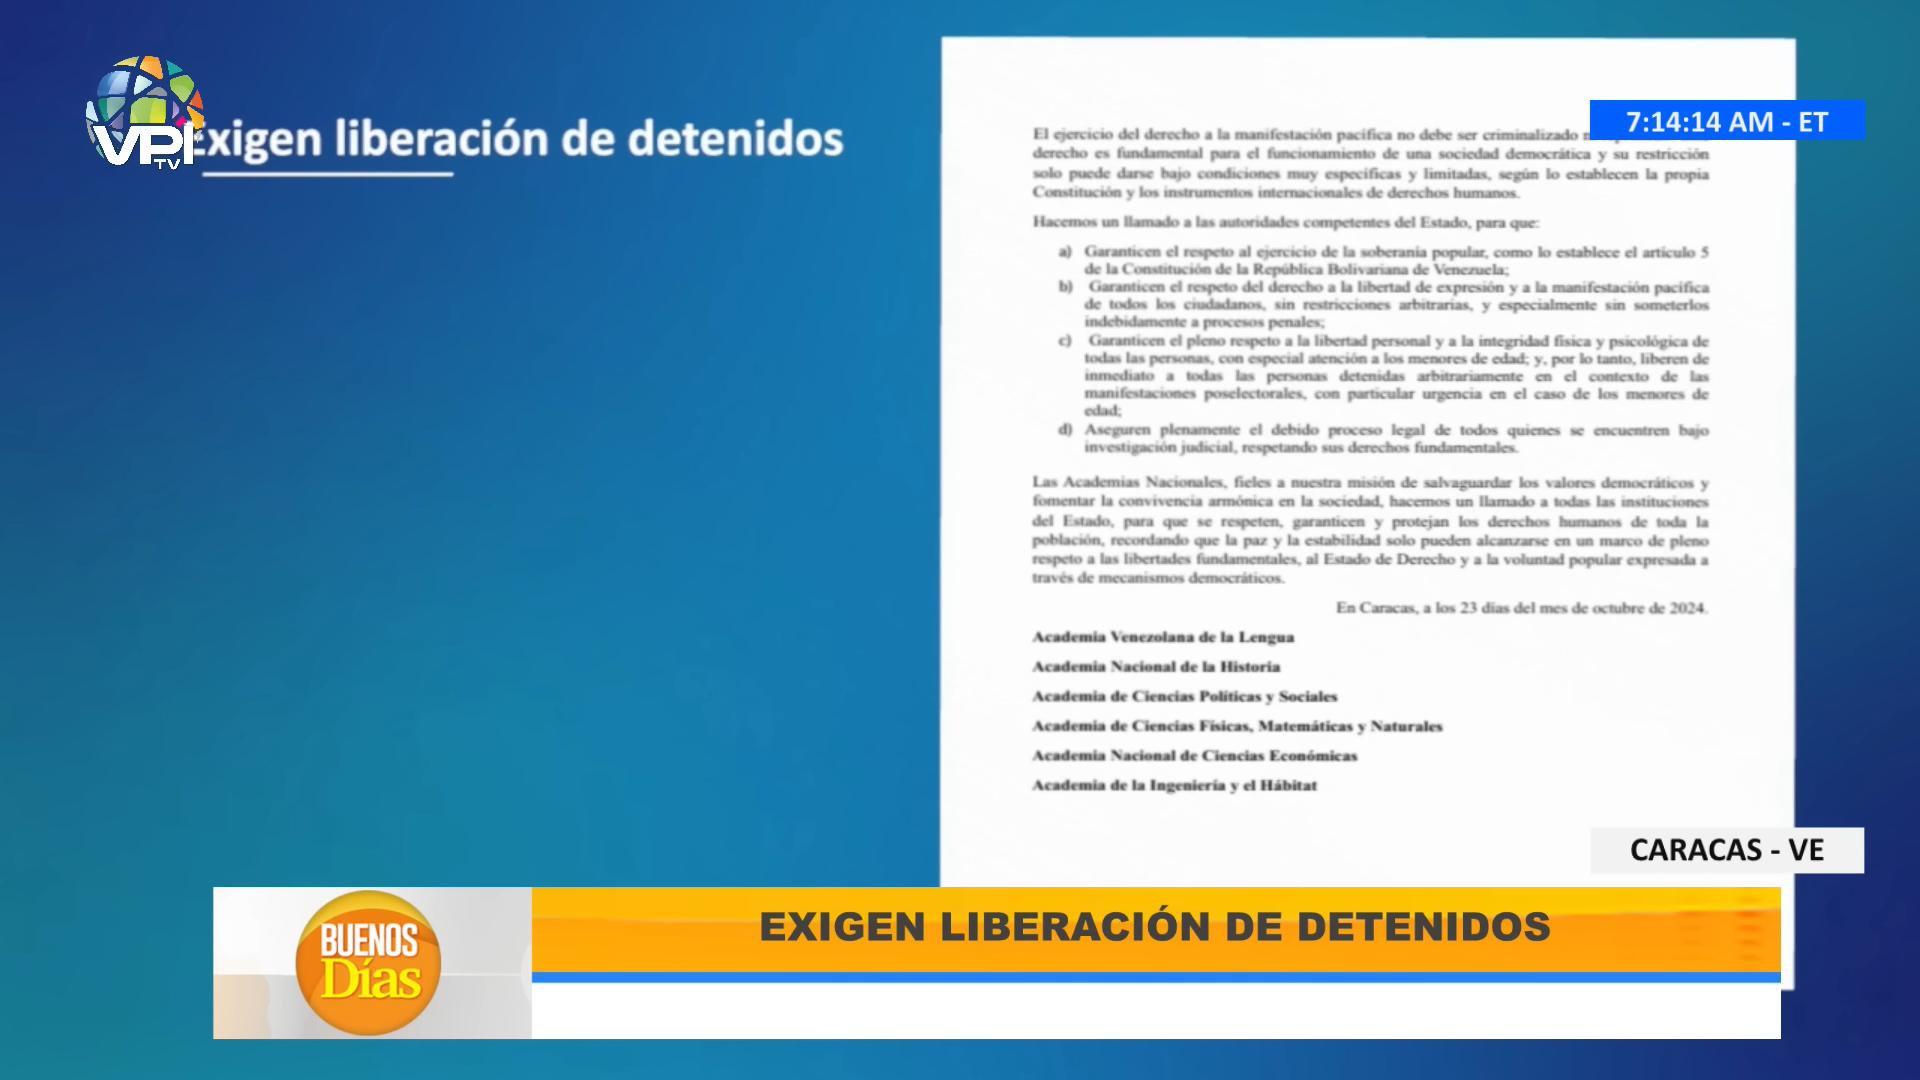 VPI
TV
Exigen liberación de detenidos
7:14:14 AM - ET
El ejercicio del derecho a la manifestación pacífica no debe ser criminalizado
derecho es fundamental para el funcionamiento de una sociedad democrática y su restricción
solo puede darse bajo condiciones muy específicas y limitadas, según lo establecen la propia
Constitución y los instrumentos internacionales de derechos humanos.
Hacemos un llamado a las autoridades competentes del Estado, para que:
a) Garanticen el respeto al ejercicio de la soberanía popular, como lo establece el artículo 5
de la Constitución de la República Bolivariana de Venezuela;
b) Garanticen el respeto del derecho a la libertad de expresión y a la manifestación pacífica
de todos los ciudadanos, sin restricciones arbitrarias, y especialmente sin someterlos
indebidamente a procesos penales;
c) Garanticen el pleno respeto a la libertad personal y a la integridad física y psicológica de
todas las personas, con especial atención a los menores de edad; y, por lo tanto, liberen de
inmediato a todas las personas detenidas arbitrariamente en el contexto de las
manifestaciones poselectorales, con particular urgencia en el caso de los menores de
edad;
d) Aseguren plenamente el debido proceso legal de todos quienes se encuentren bajo
investigación judicial, respetando sus derechos fundamentales.
Las Academias Nacionales, fieles a nuestra misión de salvaguardar los valores democráticos y
fomentar la convivencia armónica en la sociedad, hacemos un llamado a todas las instituciones
del Estado, para que se respeten, garanticen y protejan los derechos humanos de toda la
población, recordando que la paz y la estabilidad solo pueden alcanzarse en un marco de pleno
respeto a las libertades fundamentales, al Estado de Derecho y a la voluntad popular expresada a
través de mecanismos democráticos.
En Caracas, a los 23 días del mes de octubre de 2024.
Academia Venezolana de la Lengua
Academia Nacional de la Historia
Academia de Ciencias Políticas y Sociales
Academia de Ciencias Físicas, Matemáticas y Naturales
Academia Nacional de Ciencias Económicas
Academia de la Ingeniería y el Hábitat
CARACAS - VE
BUENOS
Días
EXIGEN LIBERACIÓN DE DETENIDOS